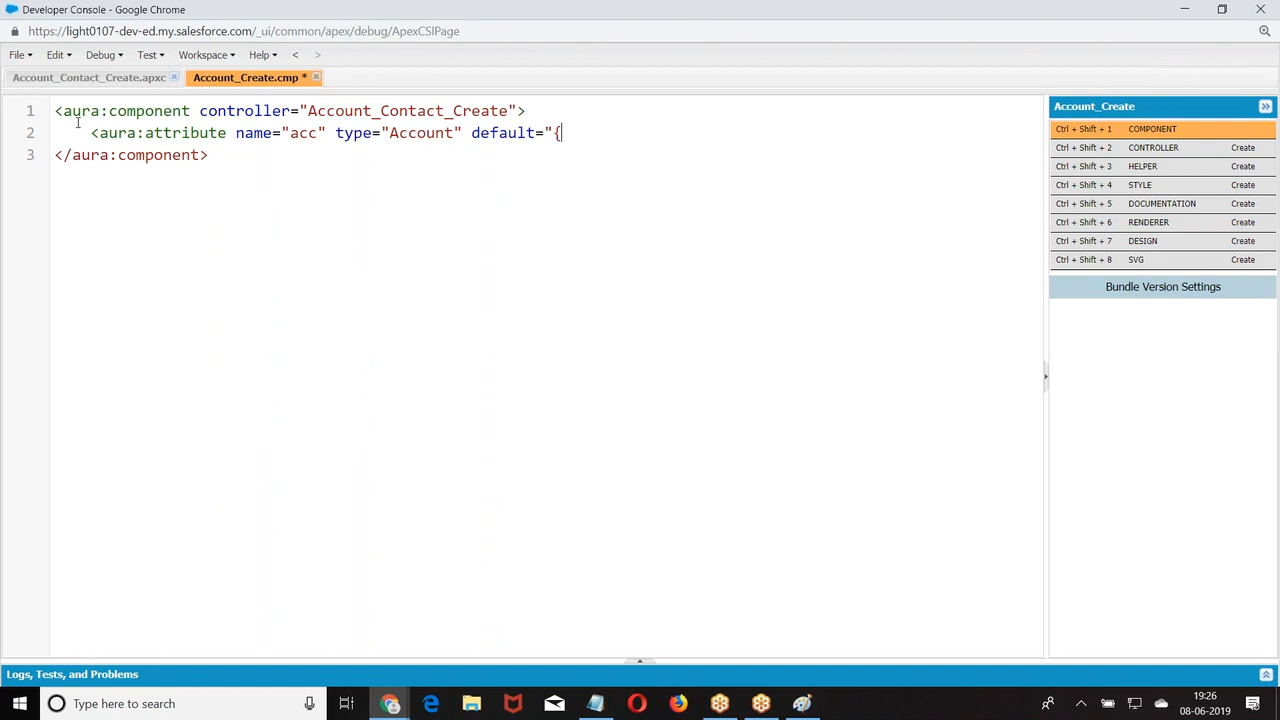 Developer Console - Google Chrome
https://light0107-dev-ed.my.salesforce.com/_ui/common/apex/debug/ApexCSIPage
File Edit Debug Test Workspace Help < >
Account_Contact_Create.apxc Account_Create.cmp *
1 <aura:component controller="Account_Contact_Create">
2 <aura:attribute name="acc" type="Account" default="{
3 </aura:component>
Account_Create
Ctrl + Shift + 1 COMPONENT
Ctrl + Shift + 2 CONTROLLER Create
Ctrl + Shift + 3 HELPER Create
Ctrl + Shift + 4 STYLE Create
Ctrl + Shift + 5 DOCUMENTATION Create
Ctrl + Shift + 6 RENDERER Create
Ctrl + Shift + 7 DESIGN Create
Ctrl + Shift + 8 SVG Create
Bundle Version Settings
Logs, Tests, and Problems
Type here to search
19:26
08-06-2019